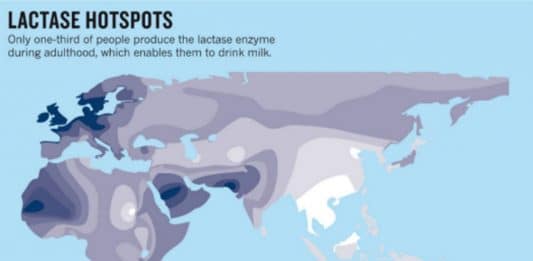 LACTASE HOTSPOTS
Only one-third of people produce the lactase enzyme
during adulthood, which enables them to drink milk.